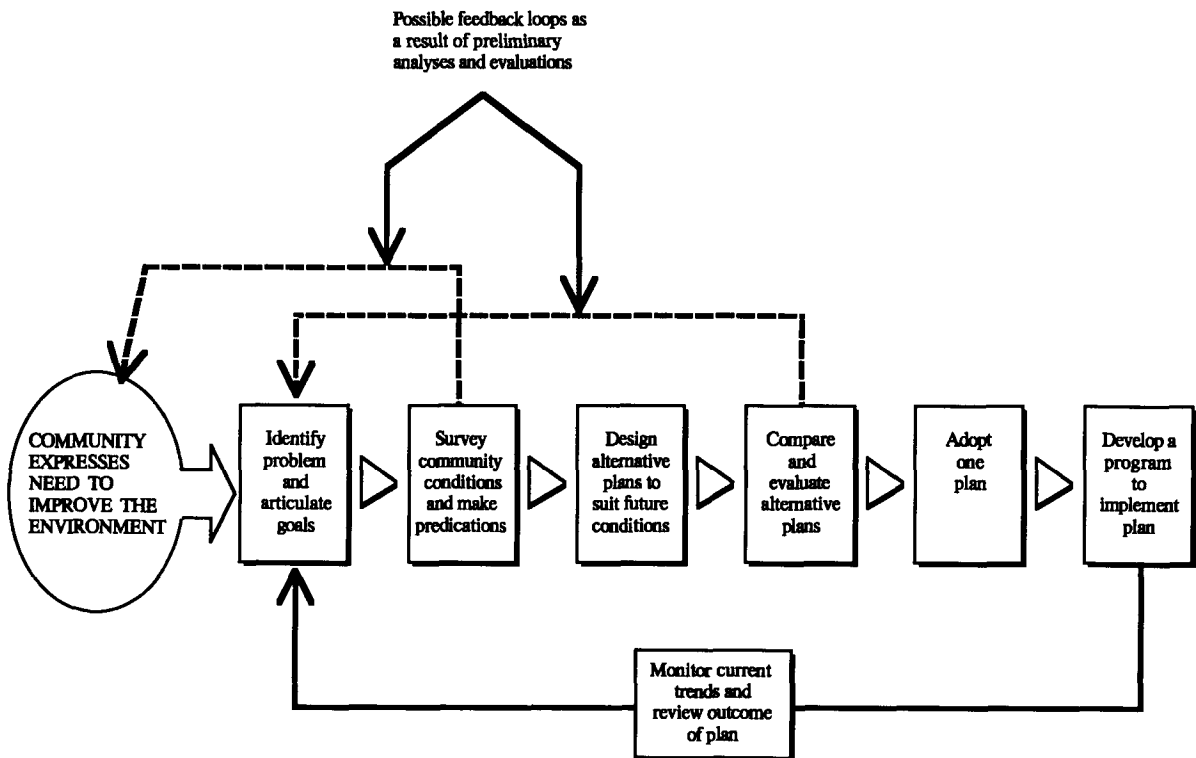 Possible feedback loops as
a result of preliminary
analyses and evaluations
COMMUNITY
EXPRESSES
NEED TO
IMPROVE THE
ENVIRONMENT
Identify
problem
and
articulate
goals
Survey
community
conditions
and make
predications
Design
alternative
plans to
suit future
conditions
Compare
and
evaluate
alternative
plans
Adopt
one
plan
Develop a
program
to
implement
plan
Monitor current
trends and
review outcome
of plan